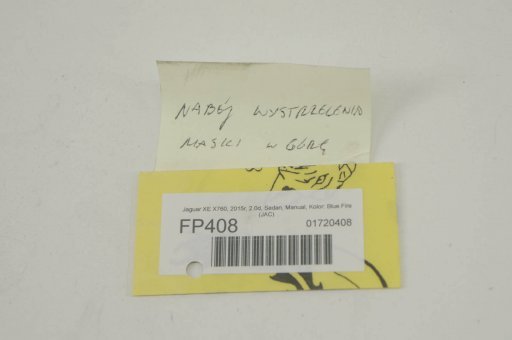 NABÓJ WYSTRZELENIA
MASKI W GÓRĘ
Jaguar XE X760, 2015r, 2.0d, Sedan, Manual, Kolor: Blue Fire
(JAC)
FP408 01720408